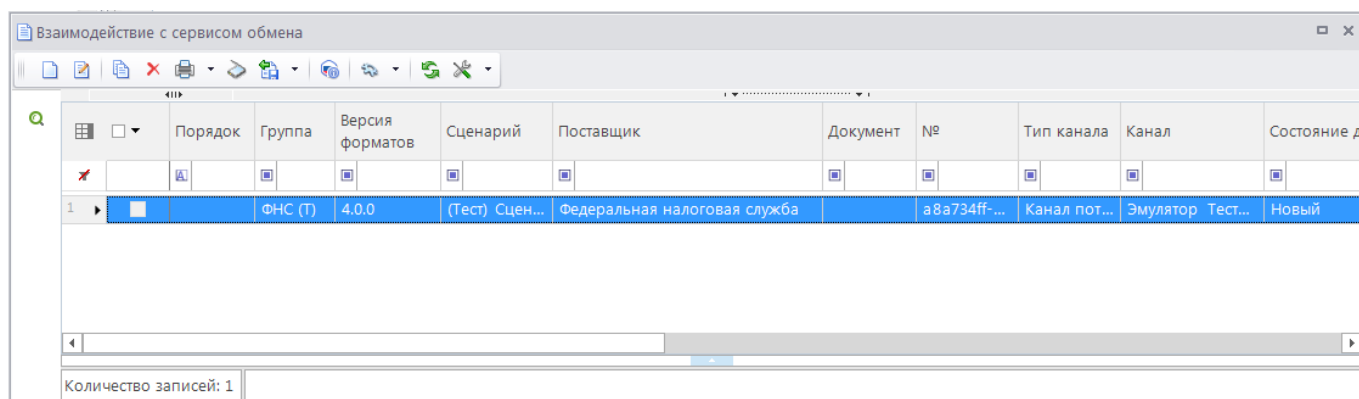 Взаимодействие с сервисом обмена
Порядок Группа Версия форматов Сценарий Поставщик Документ № Тип канала Канал Состояние д
1 ФНС (Т) 4.0.0 (Тест) Сцен... Федеральная налоговая служба a8a734ff-... Канал пот... Эмулятор Тест... Новый
Количество записей: 1